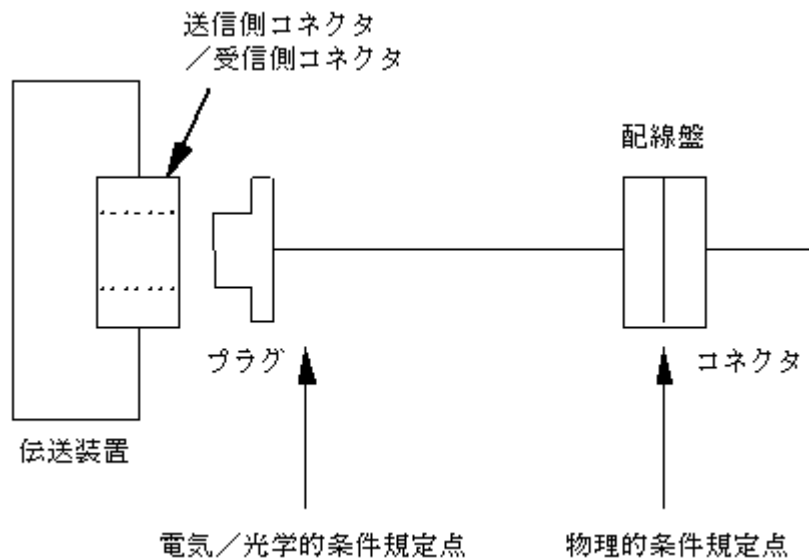 送信側コネクタ
／受信側コネクタ
配線盤
プラグ
コネクタ
伝送装置
電気／光学的条件規定点
物理的条件規定点